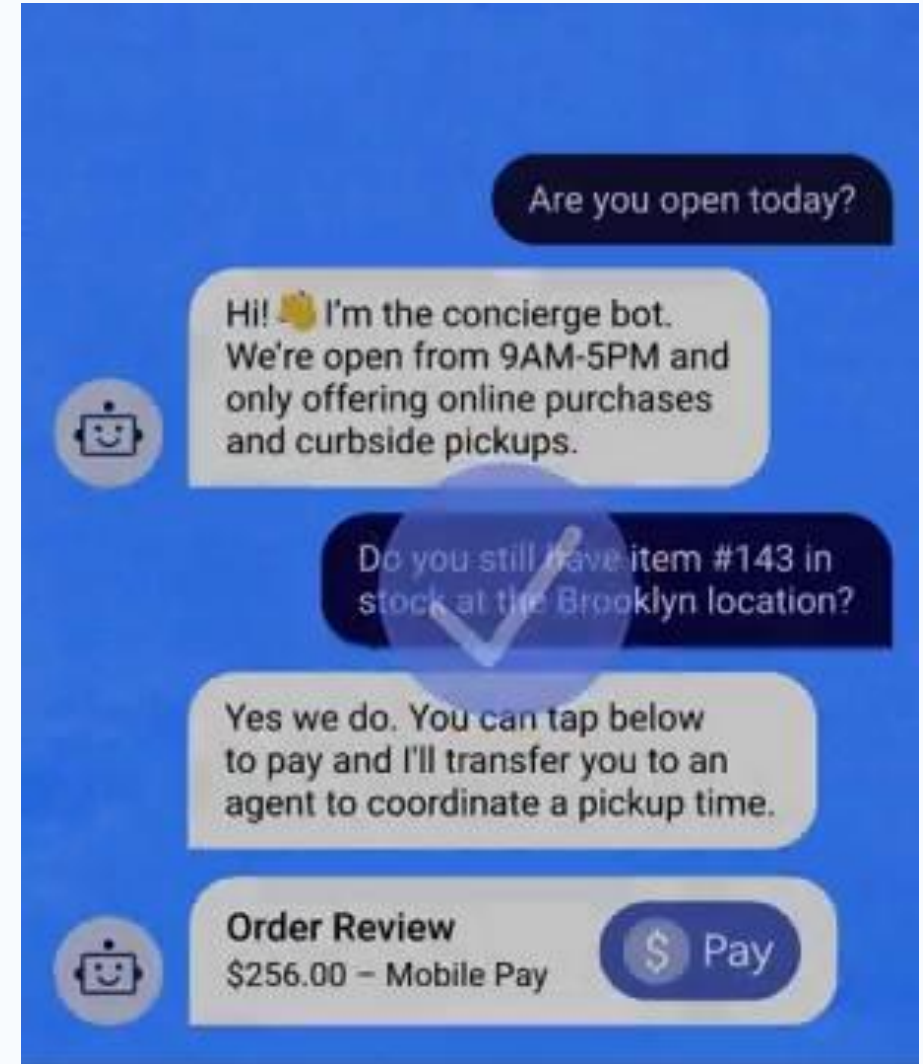 Are you open today?
Hi! 👋 I'm the concierge bot.
We're open from 9AM-5PM and
only offering online purchases
and curbside pickups.
Do you still have item #143 in
stock at the Brooklyn location?
Yes we do. You can tap below
to pay and I'll transfer you to an
agent to coordinate a pickup time.
Order Review
$256.00 – Mobile Pay
$ Pay